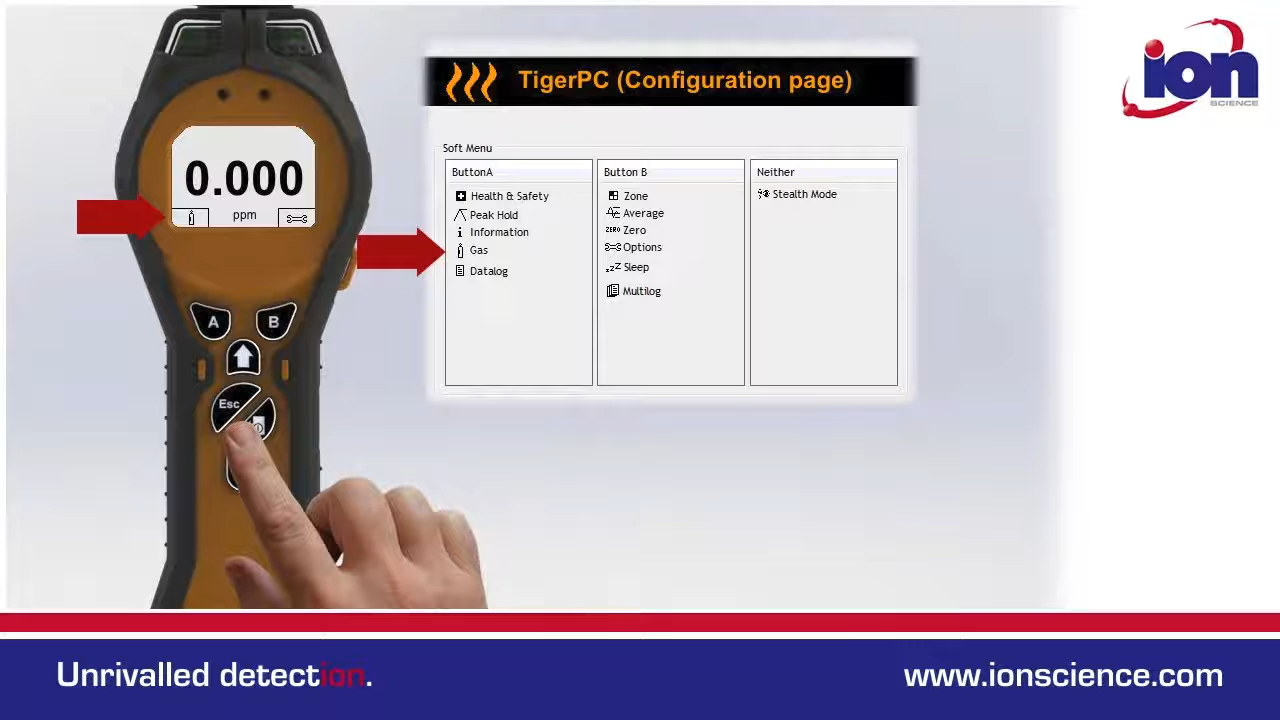 ion
SCIENCE
TigerPC (Configuration page)
0.000
ppm
A
B
Esc
Soft Menu
ButtonA
Health & Safety
Peak Hold
Information
Gas
Datalog
Button B
Zone
Average
ZERO Zero
Options
zzZ Sleep
Multilog
Neither
Stealth Mode
Unrivalled detection.
www.ionscience.com